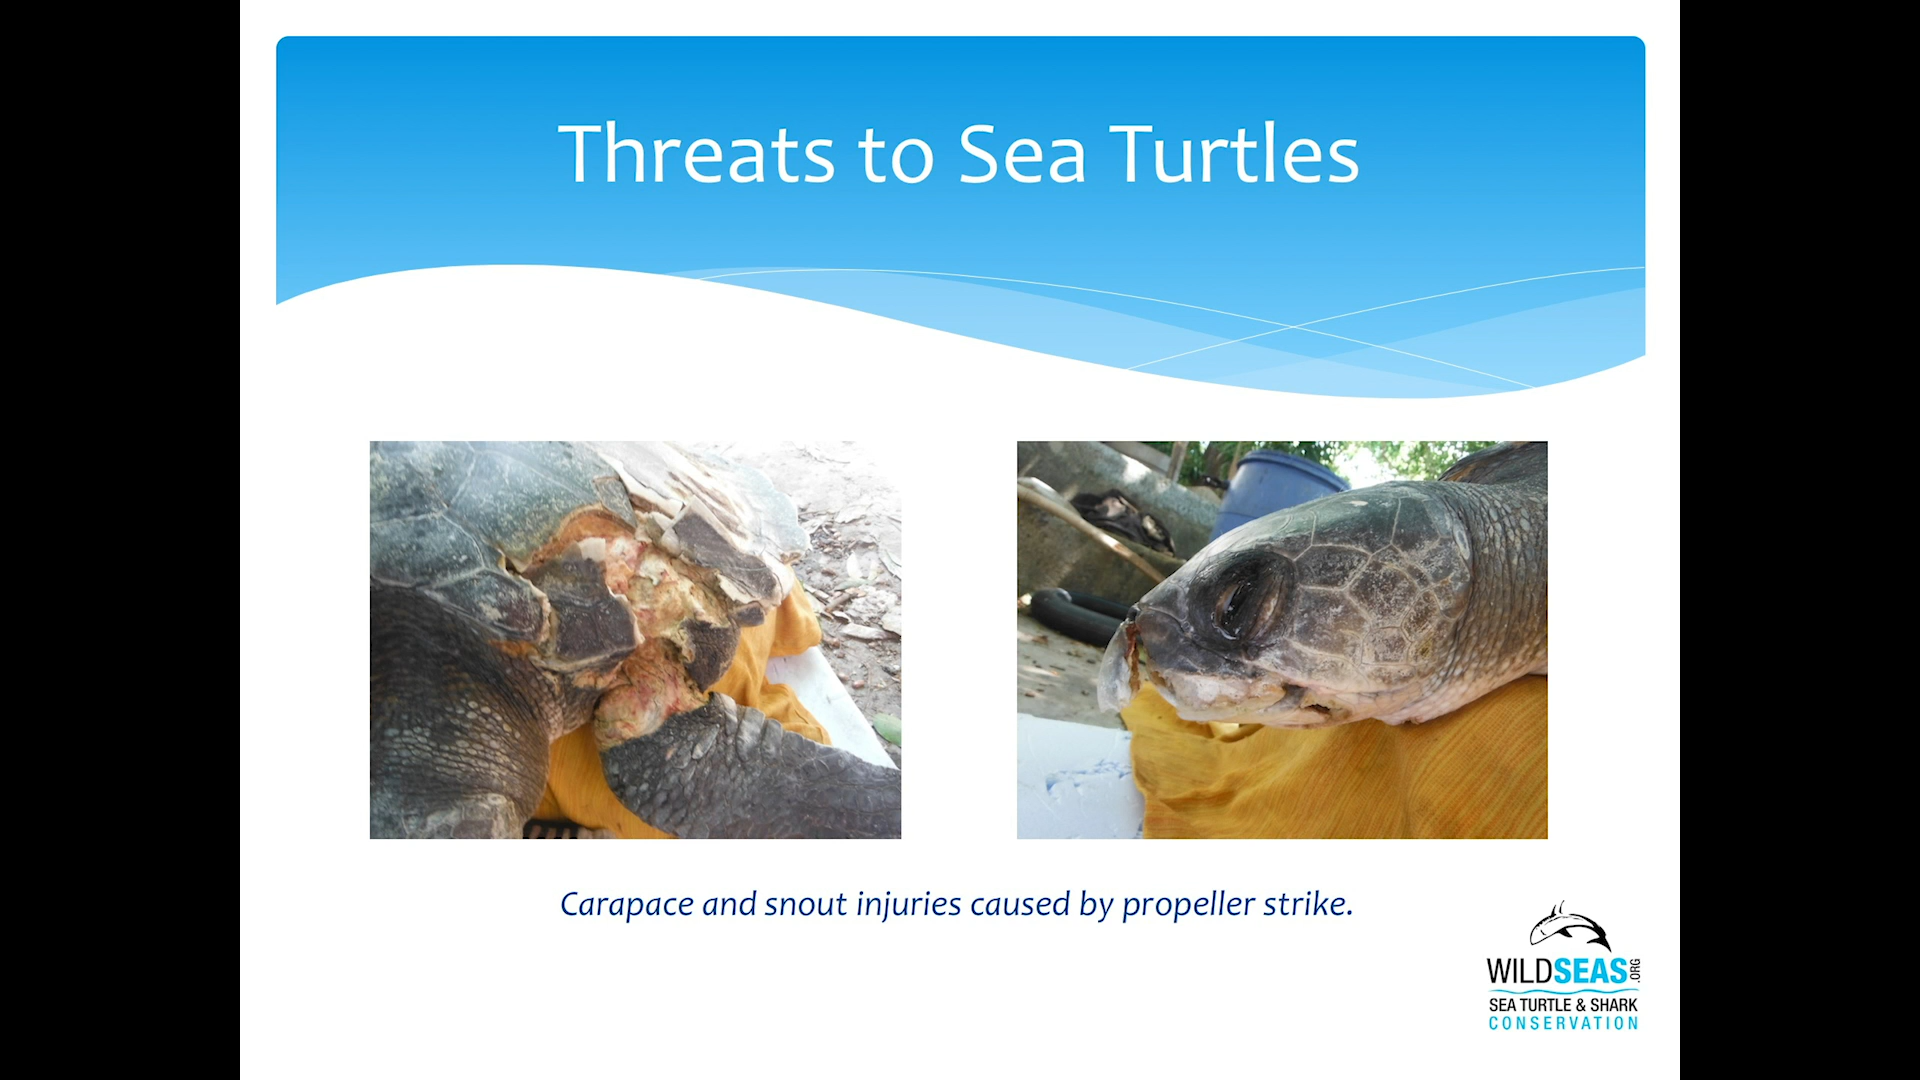 Threats to Sea Turtles
Carapace and snout injuries caused by propeller strike.
WILDSEAS.ORG
SEA TURTLE & SHARK
CONSERVATION